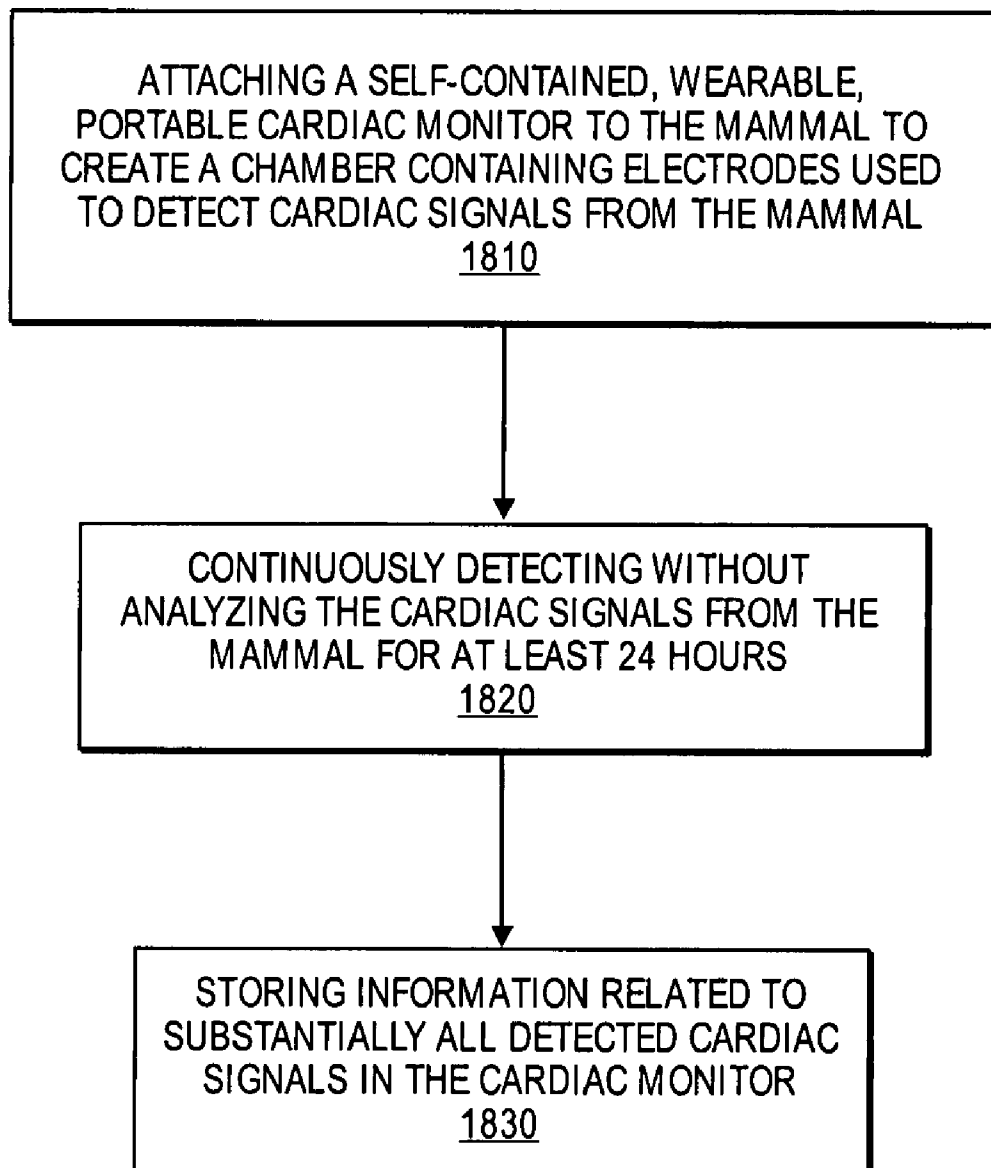 ATTACHING A SELF-CONTAINED, WEARABLE,
PORTABLE CARDIAC MONITOR TO THE MAMMAL TO
CREATE A CHAMBER CONTAINING ELECTRODES USED
TO DETECT CARDIAC SIGNALS FROM THE MAMMAL
1810
CONTINUOUSLY DETECTING WITHOUT
ANALYZING THE CARDIAC SIGNALS FROM THE
MAMMAL FOR AT LEAST 24 HOURS
1820
STORING INFORMATION RELATED TO
SUBSTANTIALLY ALL DETECTED CARDIAC
SIGNALS IN THE CARDIAC MONITOR
1830